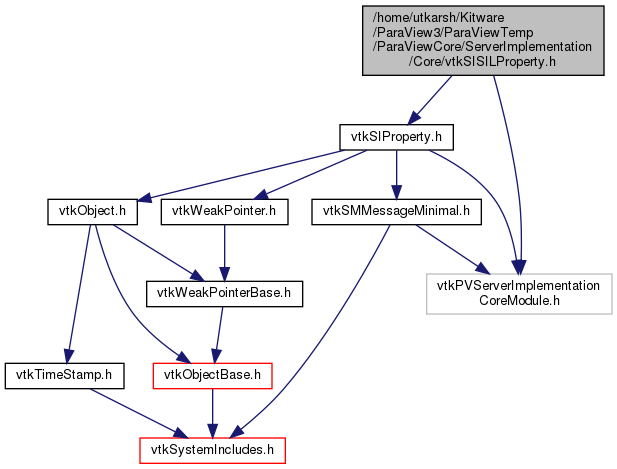 /home/utkarsh/Kitware
/ParaView3/ParaViewTemp
/ParaViewCore/ServerImplementation
/Core/vtkSISILProperty.h
vtkSIProperty.h
vtkObject.h
vtkWeakPointer.h
vtkSMMessageMinimal.h
vtkPVServerImplementation
CoreModule.h
vtkWeakPointerBase.h
vtkTimeStamp.h
vtkObjectBase.h
vtkSystemIncludes.h